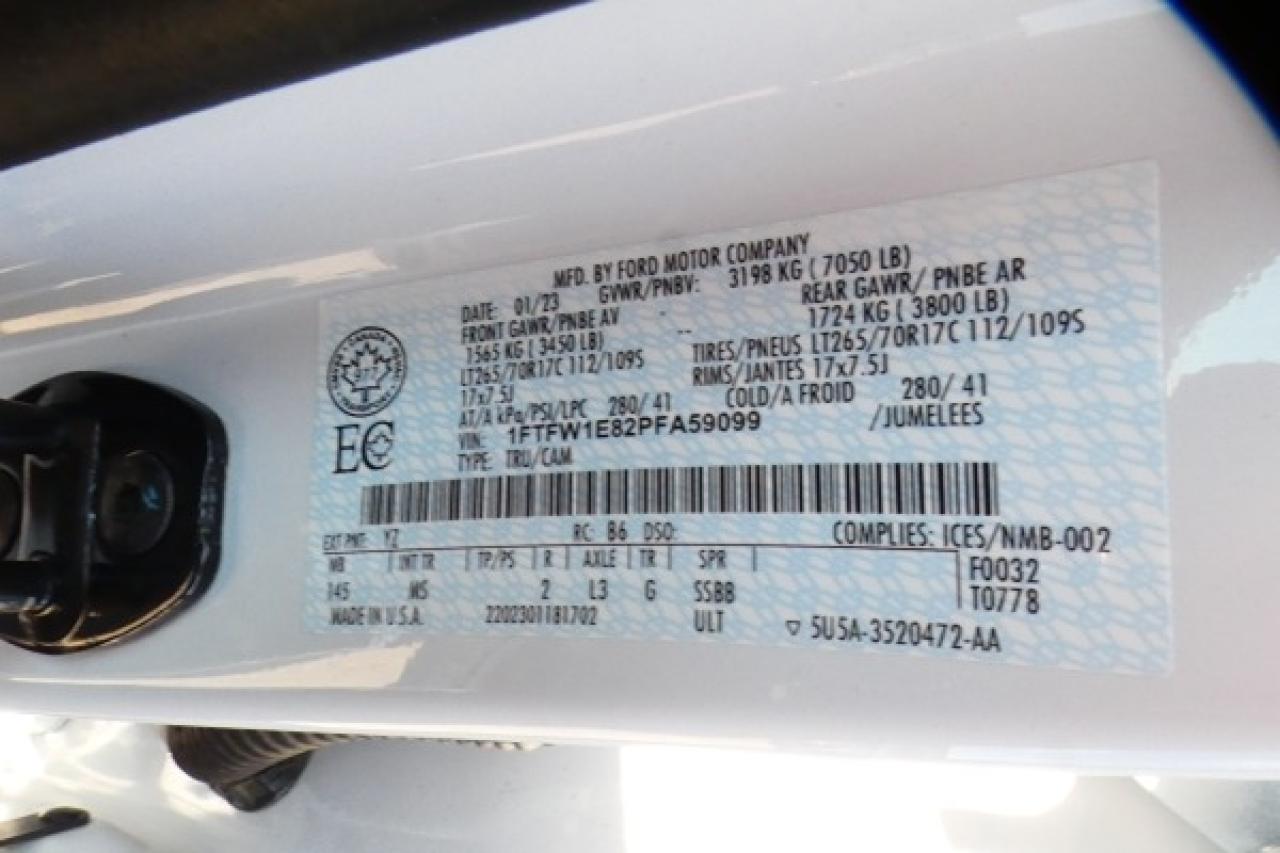 MFD. BY FORD MOTOR COMPANY
DATE: 01/23 GVWR/PNBV: 3198 KG ( 7050 LB)
FRONT GAWR/PNBE AV - REAR GAWR/ PNBE AR
1565 KG ( 3450 LB) -- 1724 KG ( 3800 LB)
LT265/70R17C 112/109S TIRES/PNEUS LT265/70R17C 112/109S
17x7.5J RIMS/JANTES 17x7.5J
AT/A kPa/PSI/LPC 280/ 41 COLD/A FROID 280/ 41
VIN: 1FTFW1E82PFA59099 /JUMELEES
TYPE: TRU/CAM
EC
EXT PNT: YZ RC: B6 DSO: COMPLIES: ICES/NMB-002
WB INT TR TP/PS R AXLE TR SPR F0032
145 MS 2 L3 G SSBB T0778
MADE IN U.S.A. 2202301181702 ULT ▽ 5U5A-3520472-AA